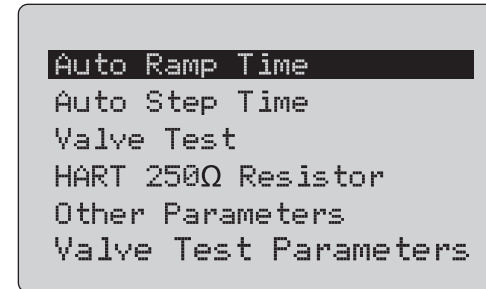 Auto Ramp Time
Auto Step Time
Valve Test
HART 250Ω Resistor
Other Parameters
Valve Test Parameters